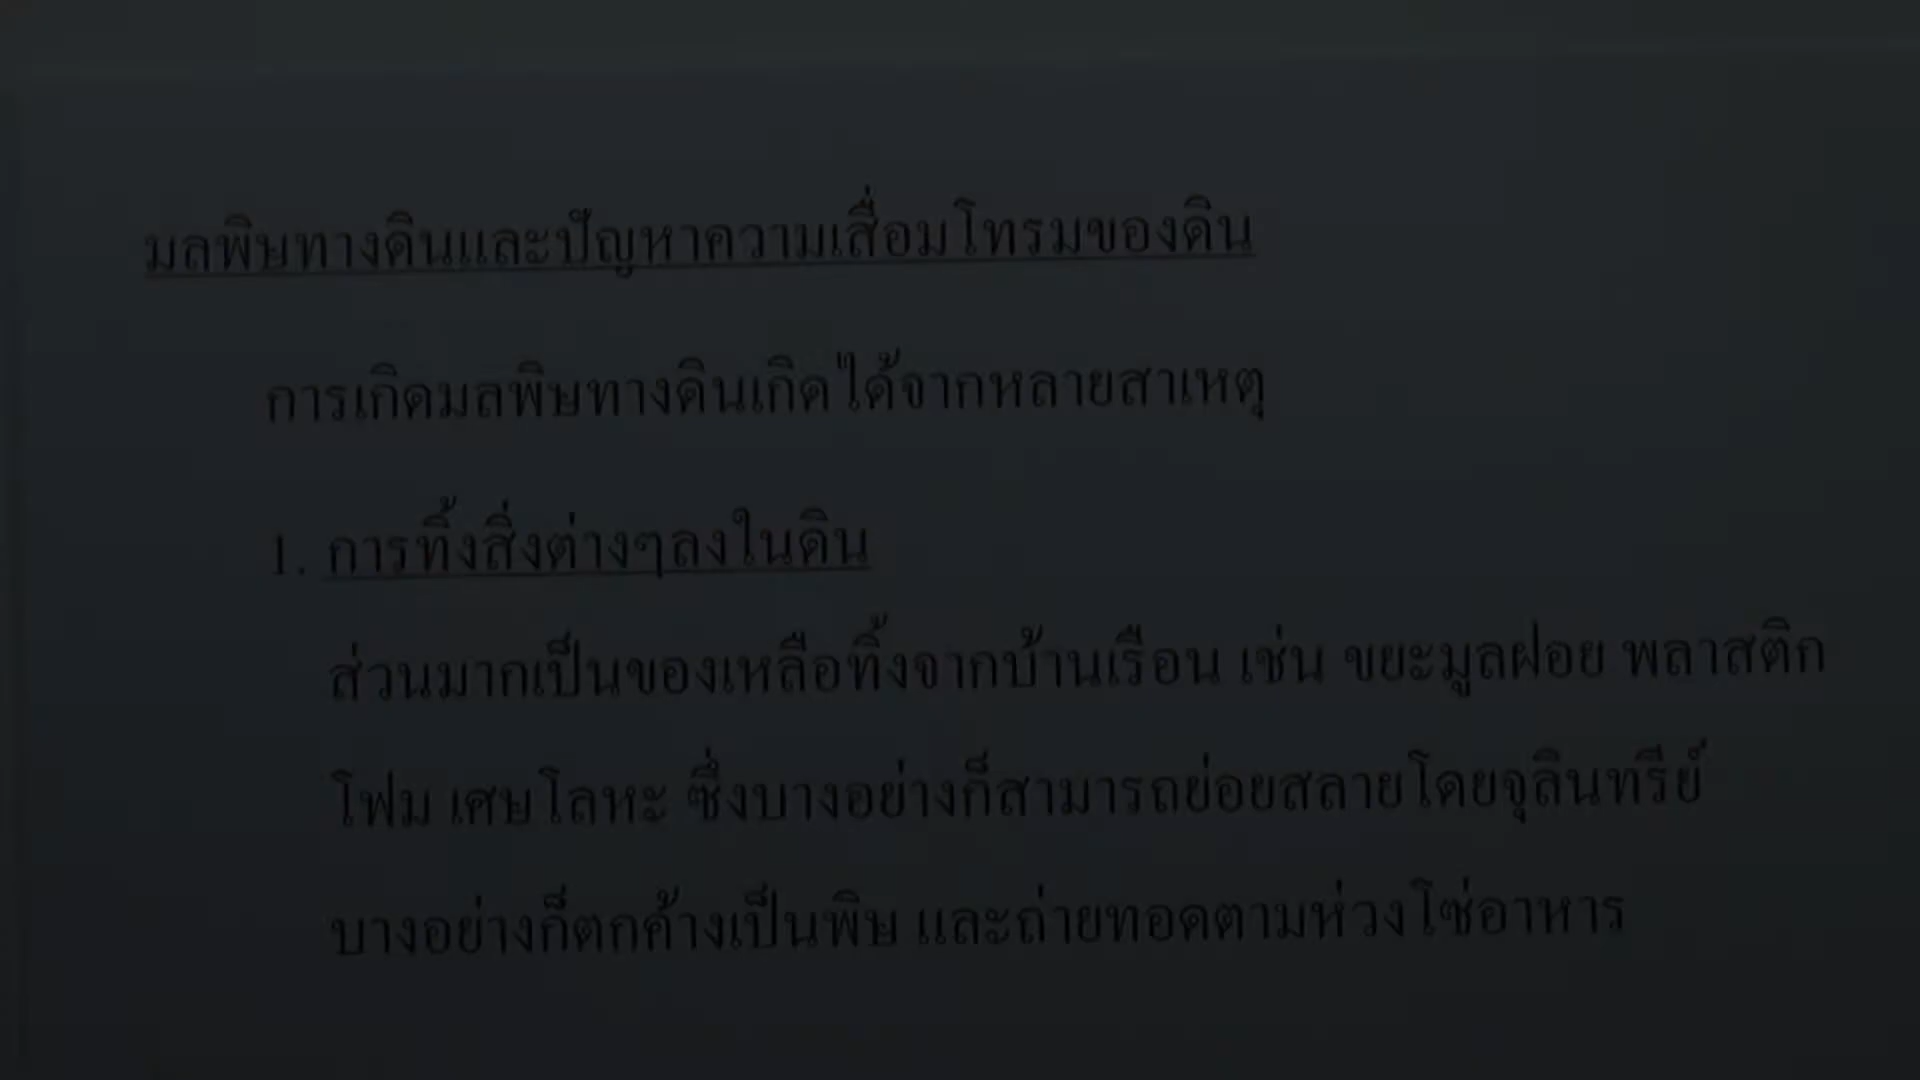 มลพิษทางดินและปัญหาความเสื่อมโทรมของดิน
การเกิดมลพิษทางดินเกิดได้จากหลายสาเหตุ
1. การทิ้งสิ่งต่างๆลงในดิน
ส่วนมากเป็นของเหลือทิ้งจากบ้านเรือน เช่น ขยะมูลฝอย พลาสติก
โฟม เศษโลหะ ซึ่งบางอย่างก็สามารถย่อยสลายโดยจุลินทรีย์
บางอย่างก็ตกค้างเป็นพิษ และถ่ายทอดตามห่วงโซ่อาหาร